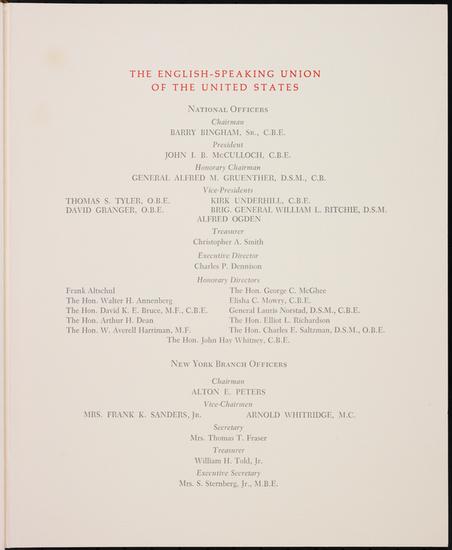 THE ENGLISH-SPEAKING UNION
OF THE UNITED STATES
NATIONAL OFFICERS
Chairman
BARRY BINGHAM, SR., C.B.E.
President
JOHN I. B. McCULLOCH, C.B.E.
Honorary Chairman
GENERAL ALFRED M. GRUENTHER, D.S.M., C.B.
Vice-Presidents
THOMAS S. TYLER, O.B.E. KIRK UNDERHILL, C.B.E.
DAVID GRANGER, O.B.E. BRIG. GENERAL WILLIAM L. RITCHIE, D.S.M.
ALFRED OGDEN
Treasurer
Christopher A. Smith
Executive Director
Charles P. Dennison
Honorary Directors
Frank Altschul The Hon. George C. McGhee
The Hon. Walter H. Annenberg Elisha C. Mowry, C.B.E.
The Hon. David K. E. Bruce, M.F., C.B.E. General Lauris Norstad, D.S.M., C.B.E.
The Hon. Arthur H. Dean The Hon. Elliot L. Richardson
The Hon. W. Averell Harriman, M.F. The Hon. Charles E. Saltzman, D.S.M., O.B.E.
The Hon. John Hay Whitney, C.B.E.
NEW YORK BRANCH OFFICERS
Chairman
ALTON E. PETERS
Vice-Chairmen
MRS. FRANK K. SANDERS, JR. ARNOLD WHITRIDGE, M.C.
Secretary
Mrs. Thomas T. Fraser
Treasurer
William H. Told, Jr.
Executive Secretary
Mrs. S. Sternberg, Jr., M.B.E.